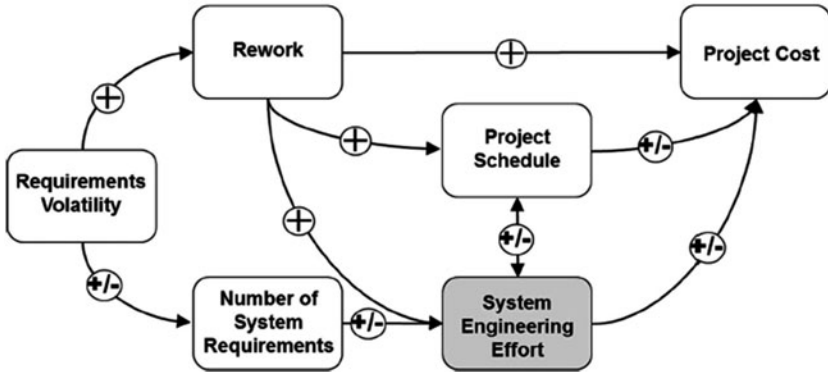 Rework
+
Project Cost
+
Project
Schedule
+
+/-
Requirements
Volatility
+
+/-
+/-
+/-
Number of
System
Requirements
+/-
System
Engineering
Effort